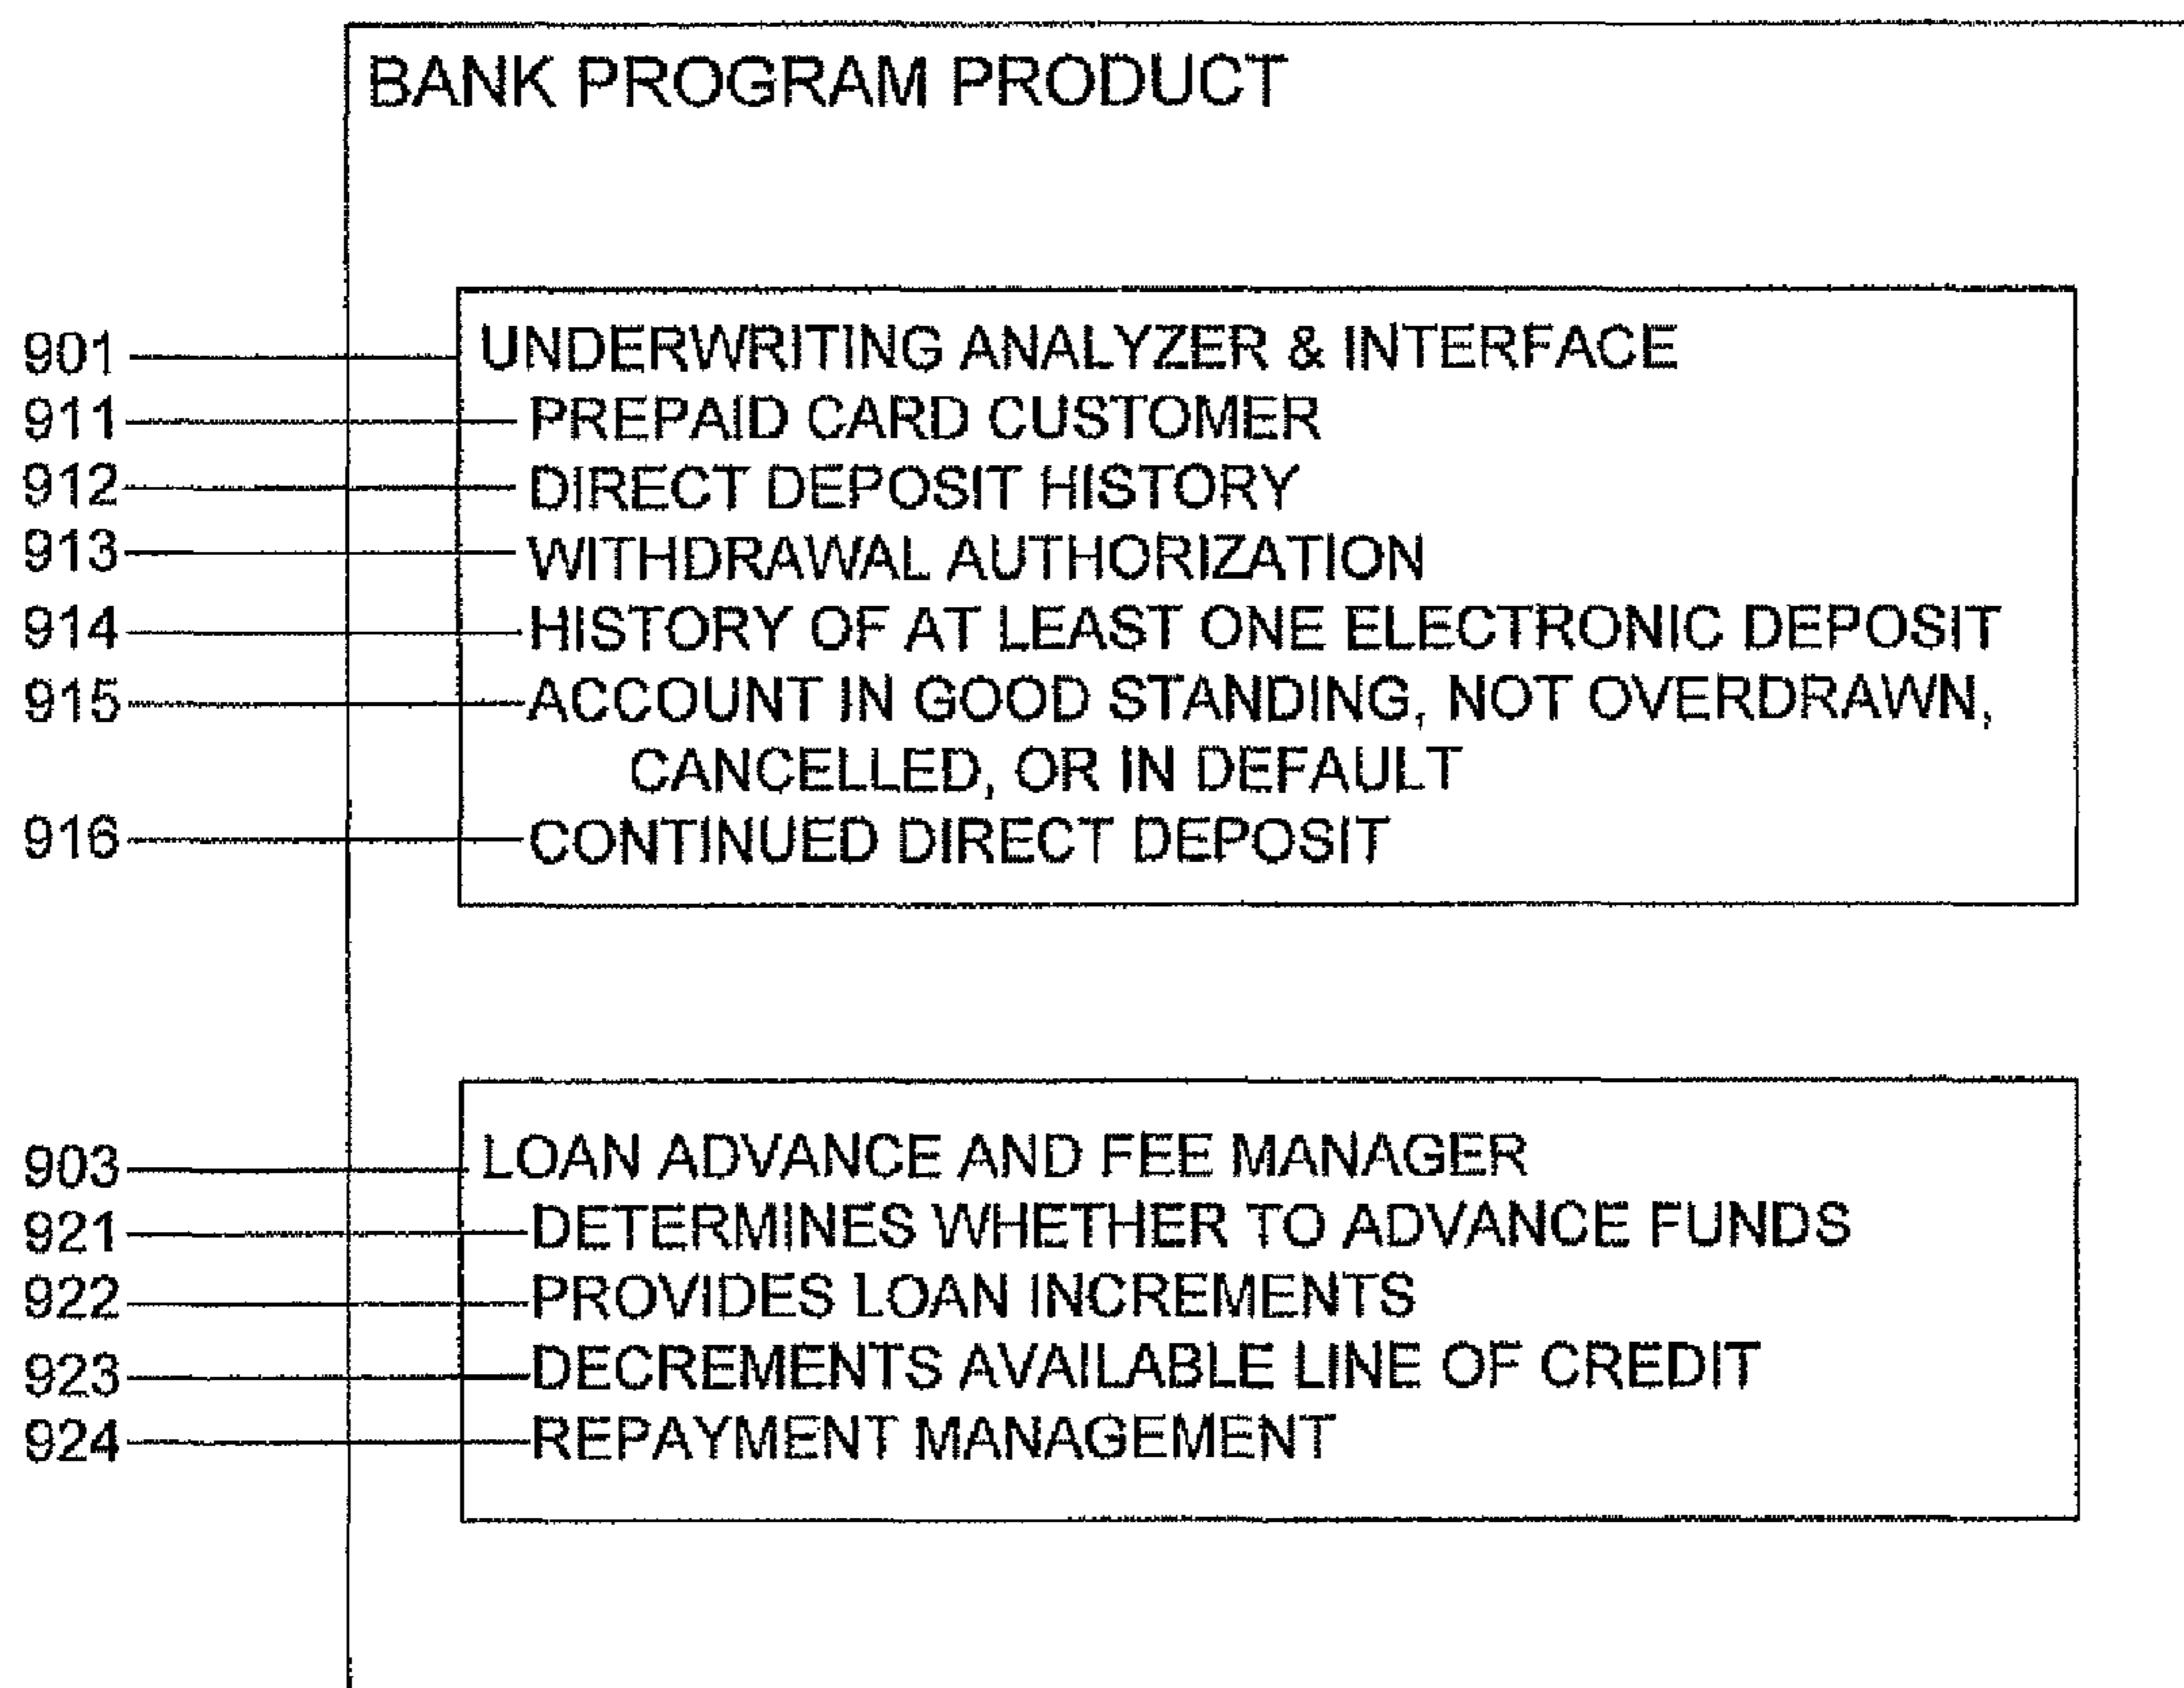 BANK PROGRAM PRODUCT
901 UNDERWRITING ANALYZER & INTERFACE
911 PREPAID CARD CUSTOMER
912 DIRECT DEPOSIT HISTORY
913 WITHDRAWAL AUTHORIZATION
914 HISTORY OF AT LEAST ONE ELECTRONIC DEPOSIT
915 ACCOUNT IN GOOD STANDING, NOT OVERDRAWN,
CANCELLED, OR IN DEFAULT
916 CONTINUED DIRECT DEPOSIT
903 LOAN ADVANCE AND FEE MANAGER
921 DETERMINES WHETHER TO ADVANCE FUNDS
922 PROVIDES LOAN INCREMENTS
923 DECREMENTS AVAILABLE LINE OF CREDIT
924 REPAYMENT MANAGEMENT